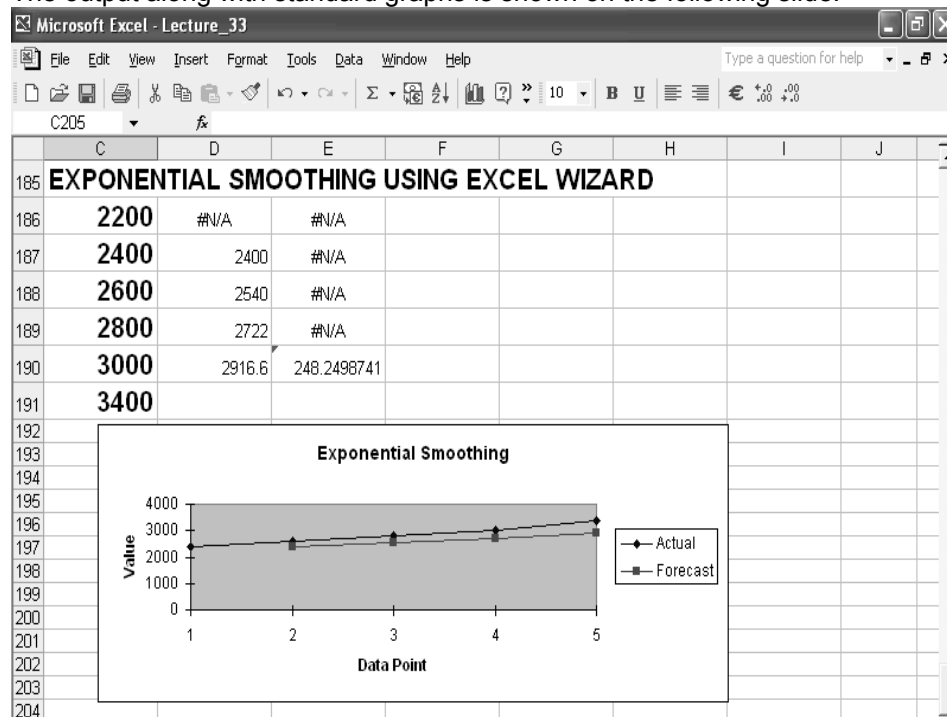 The output along with standard graphs is shown on the following slide.
Microsoft Excel - Lecture_33
File Edit View Insert Format Tools Data Window Help Type a question for help
Σ 10 B U €
C205 fx
C D E F G H I J
185 EXPONENTIAL SMOOTHING USING EXCEL WIZARD
186 2200 #N/A #N/A
187 2400 2400 #N/A
188 2600 2540 #N/A
189 2800 2722 #N/A
190 3000 2916.6 248.2498741
191 3400
192
193
194
195
196
197
198
199
200
201
202
203
204
Exponential Smoothing
Value
4000
3000
2000
1000
0
1 2 3 4 5
Data Point
Actual
Forecast